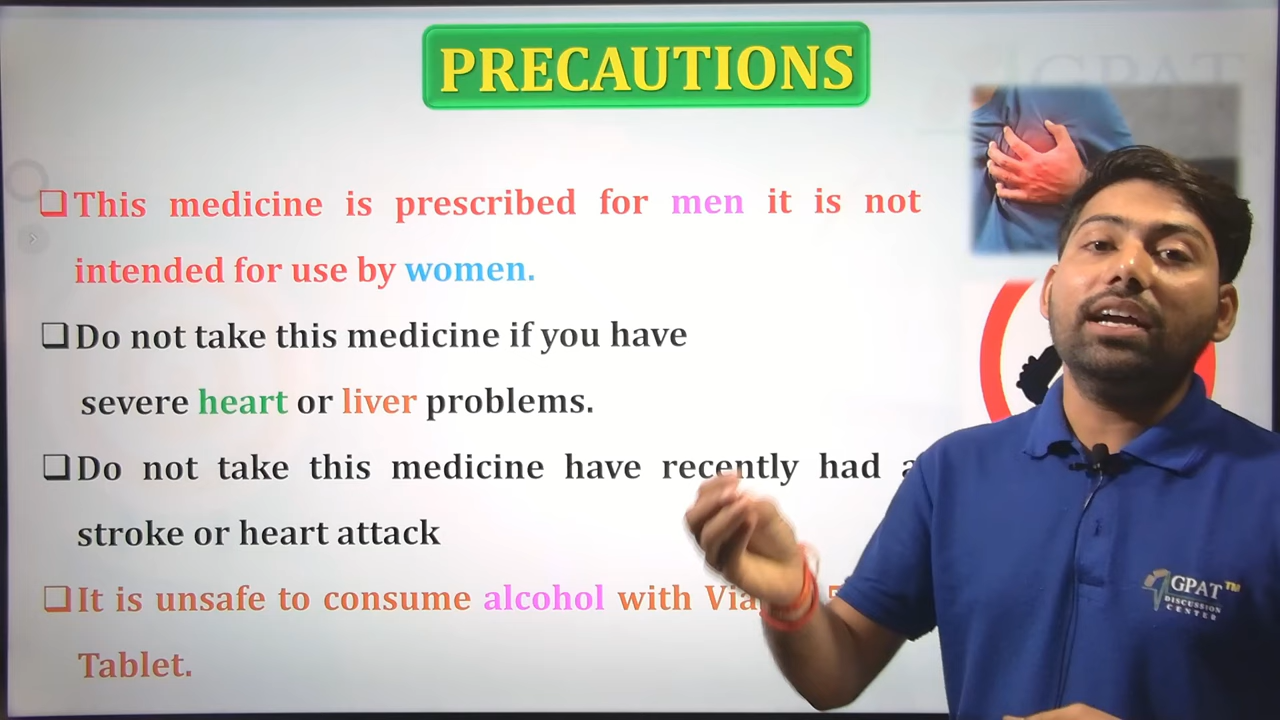 PRECAUTIONS
GPAT
❑This medicine is prescribed for men it is not
intended for use by women.
❑Do not take this medicine if you have
severe heart or liver problems.
❑Do not take this medicine have recently had a
stroke or heart attack
❑It is unsafe to consume alcohol with
Tablet.
GPAT™
DISCUSSION
CENTER